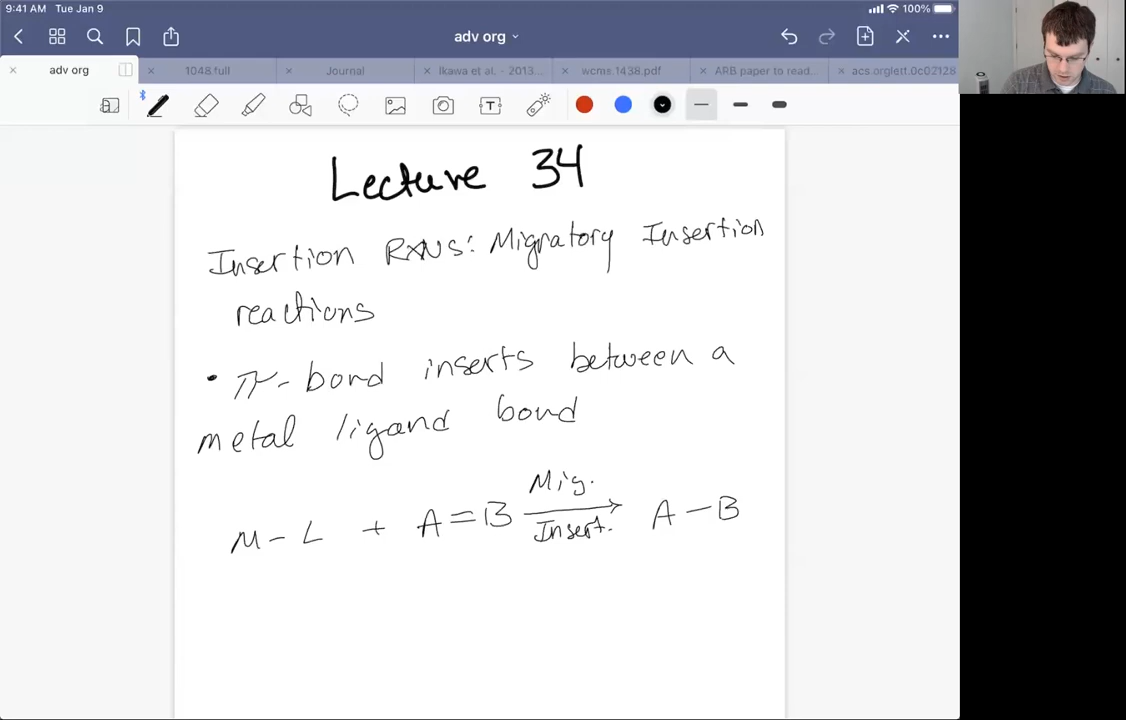 9:41 AM Tue Jan 9
100%
adv org
adv org
1048.full
Journal
Ikawa et al. - 2013...
wcms.1438.pdf
ARB paper to read...
acs.orglett.0c02128
T
Lecture 34
Insertion RXNS: Migratory Insertion
reactions
• π-bond inserts between a
metal ligand bond
M-L + A=B Mig. Insert. A-B